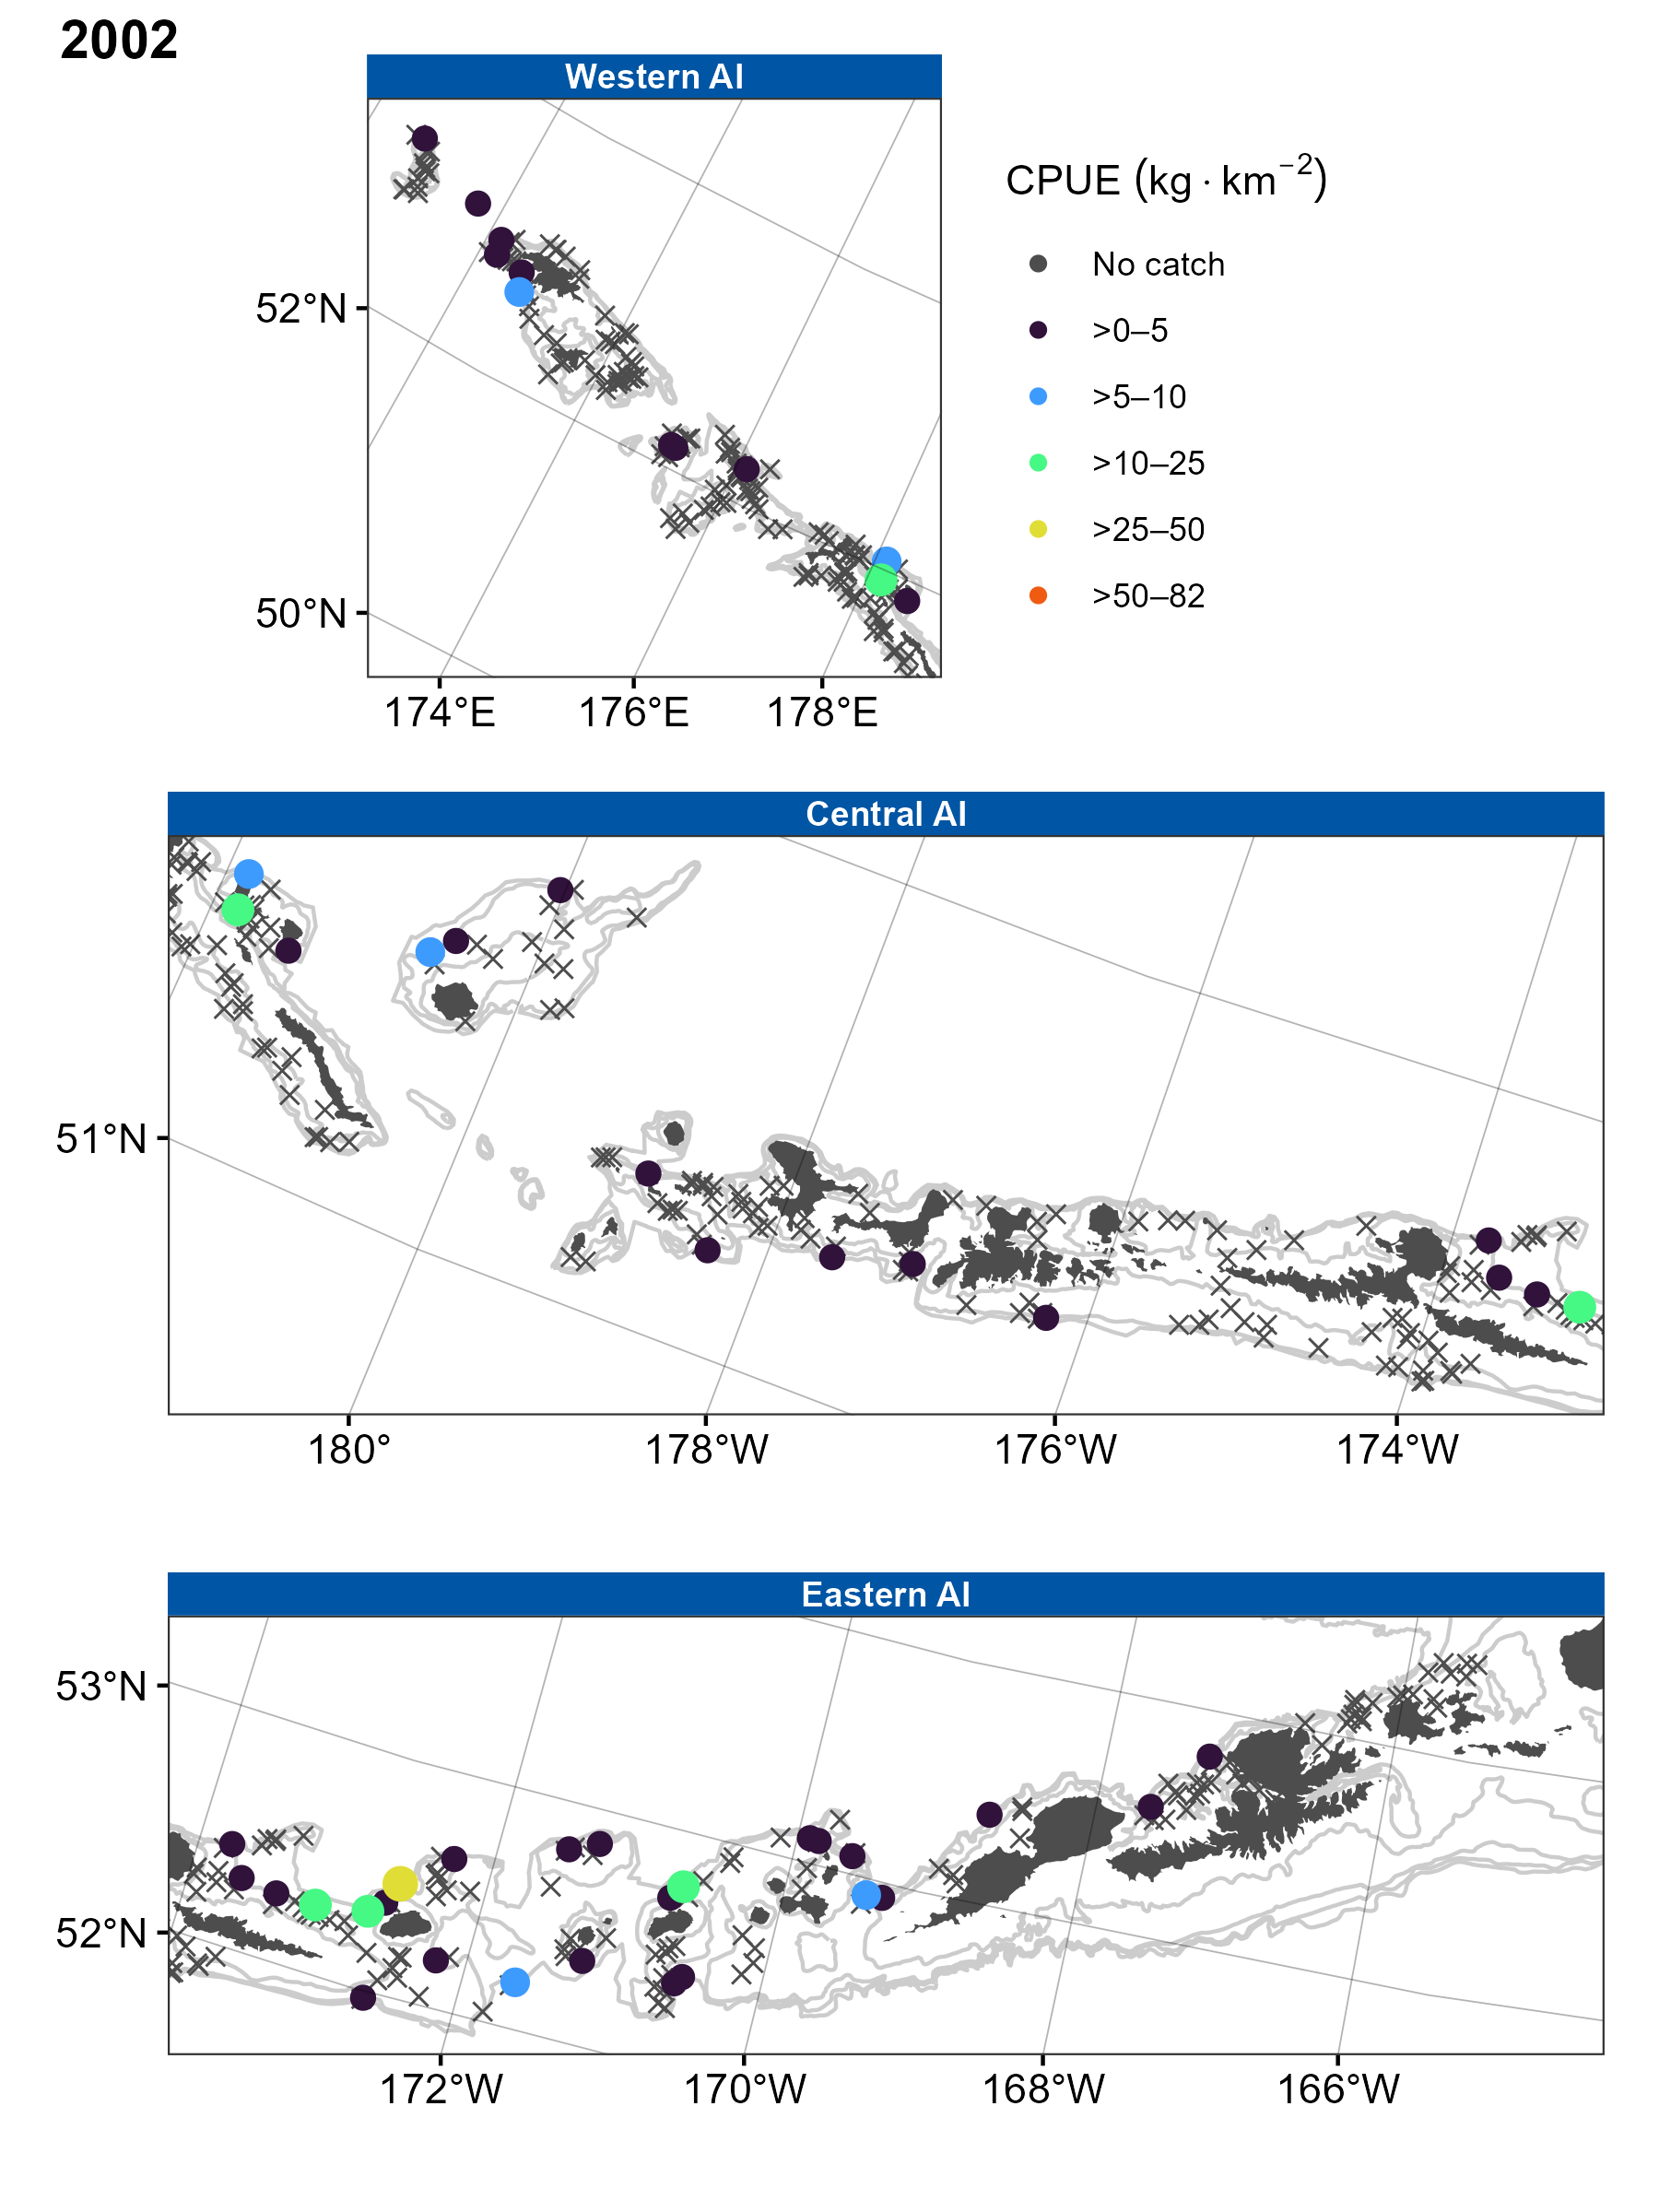 2002
Western AI
CPUE (kg · km⁻²)
No catch
>0–5
>5–10
>10–25
>25–50
>50–82
52°N
50°N
174°E 176°E 178°E
Central AI
51°N
180° 178°W 176°W 174°W
Eastern AI
53°N
52°N
172°W 170°W 168°W 166°W